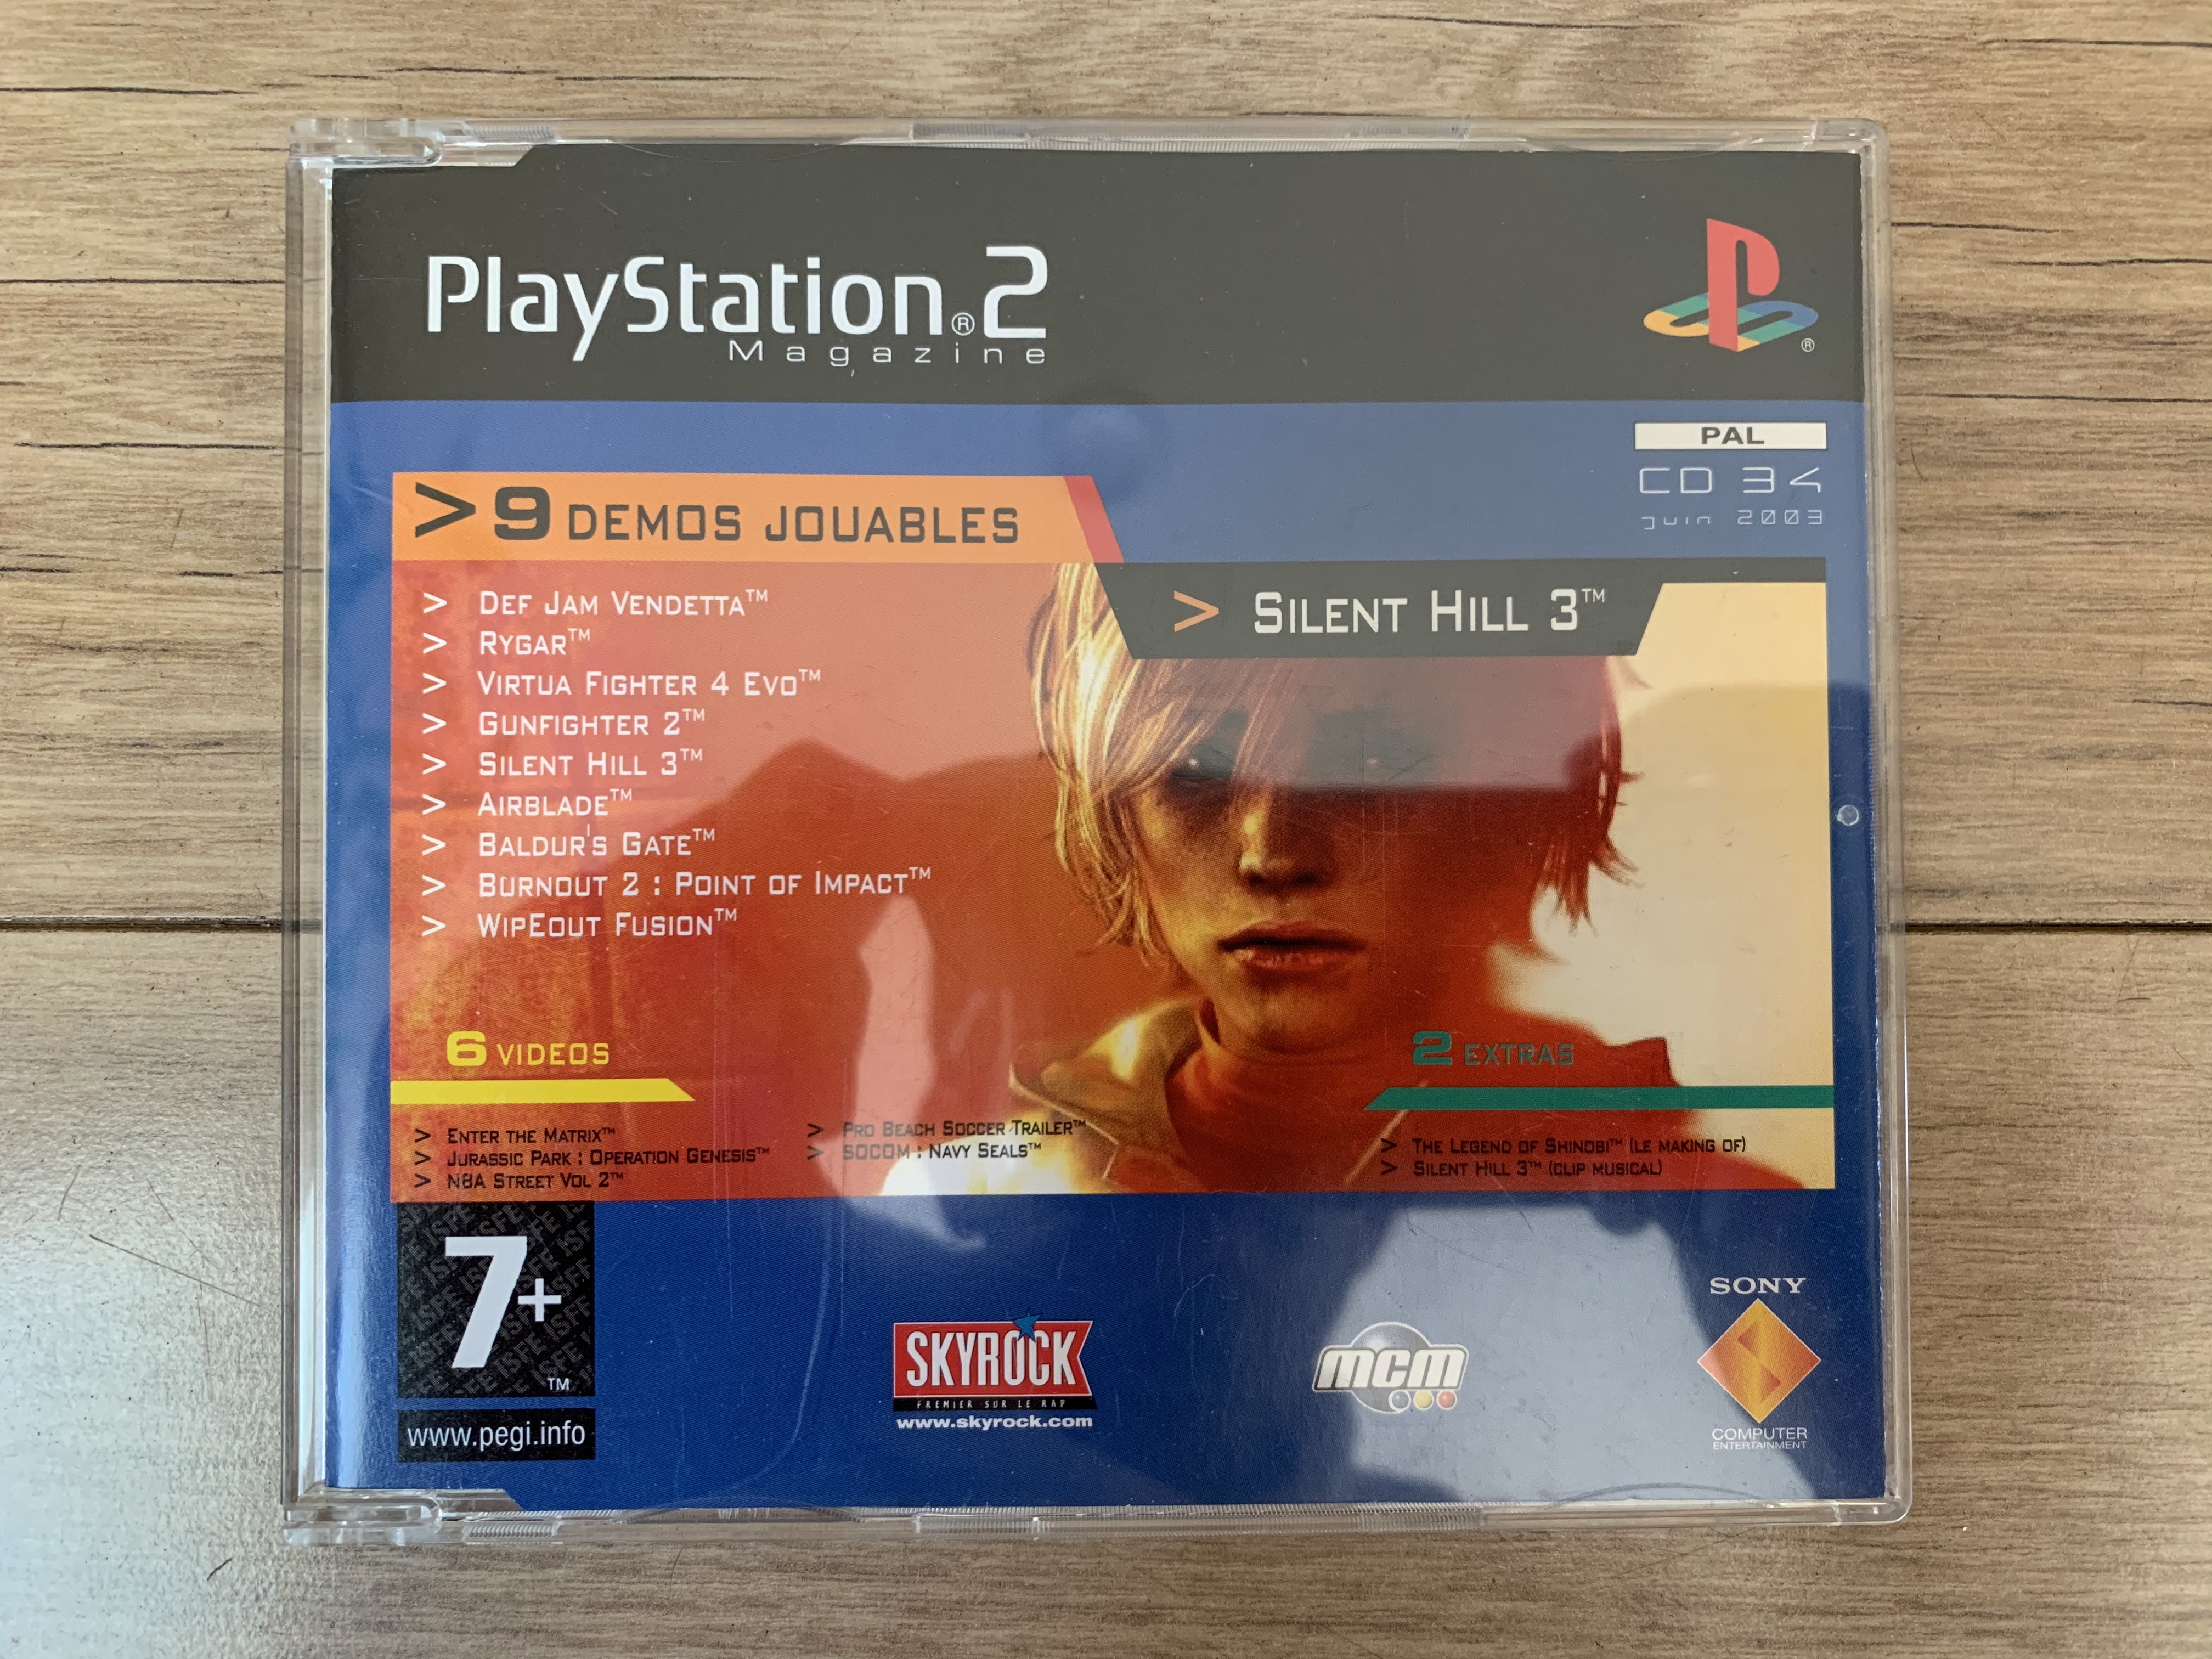 PlayStation®2
Magazine
®
PAL
CD 34
juin 2003
> 9 DEMOS JOUABLES
> SILENT HILL 3™
> DEF JAM VENDETTA™
> RYGAR™
> VIRTUA FIGHTER 4 EVO™
> GUNFIGHTER 2™
> SILENT HILL 3™
> AIRBLADE™
> BALDUR'S GATE™
> BURNOUT 2 : POINT OF IMPACT™
> WIPEOUT FUSION™
6 VIDEOS
> ENTER THE MATRIX™
> JURASSIC PARK : OPERATION GENESIS™
> NBA STREET VOL 2™
> PRO BEACH SOCCER TRAILER™
> SOCOM : NAVY SEALS™
2 EXTRAS
> THE LEGEND OF SHINOBI™ (LE MAKING OF)
> SILENT HILL 3™ (CLIP MUSICAL)
7+
TM
www.pegi.info
SKYROCK
PREMIER SUR LE RAP
www.skyrock.com
mcm
SONY
COMPUTER
ENTERTAINMENT